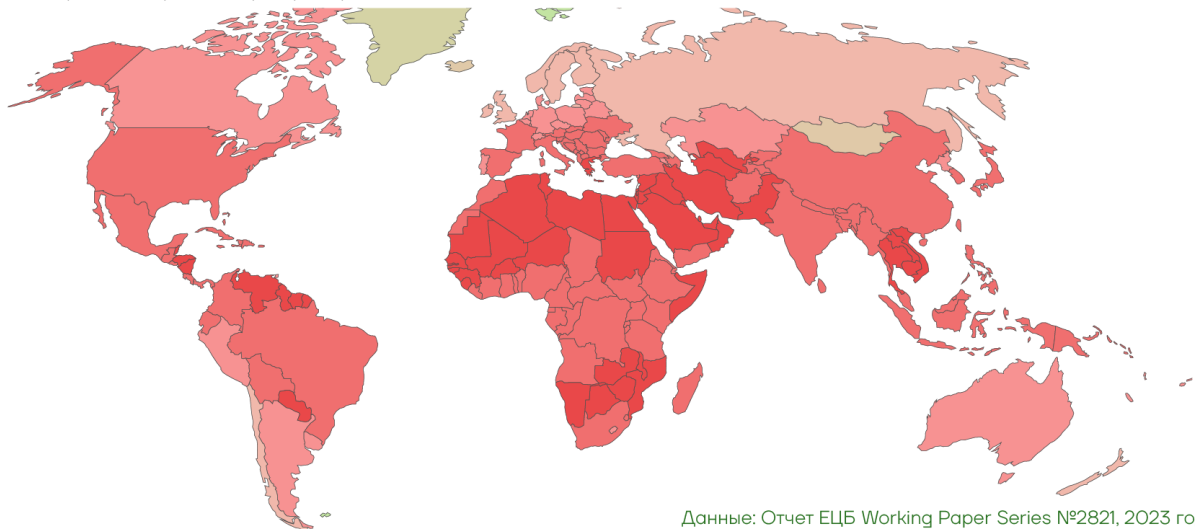 Данные: Отчет ЕЦБ Working Paper Series №2821, 2023 го